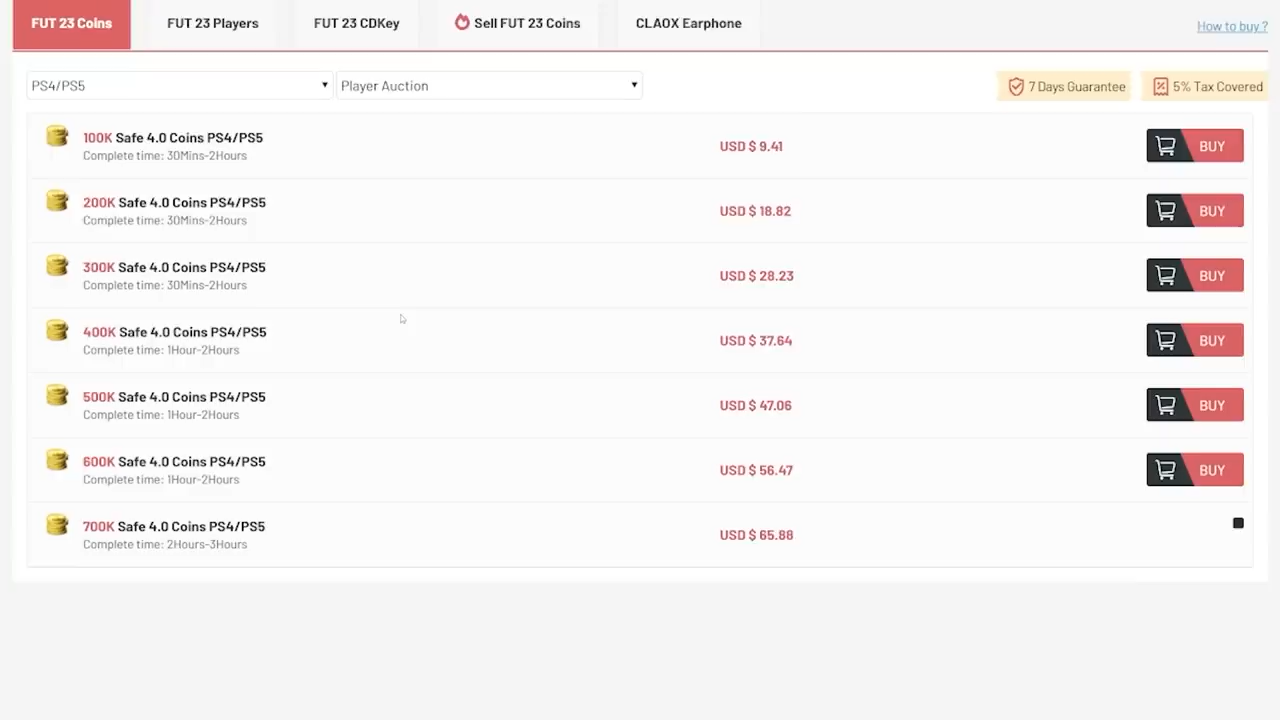 FUT 23 Coins
FUT 23 Players
FUT 23 CDKey
Sell FUT 23 Coins
CLAOX Earphone
How to buy ?
PS4/PS5
Player Auction
7 Days Guarantee
5% Tax Covered
100K Safe 4.0 Coins PS4/PS5
Complete time: 30Mins-2Hours
USD $ 9.41
BUY
200K Safe 4.0 Coins PS4/PS5
Complete time: 30Mins-2Hours
USD $ 18.82
BUY
300K Safe 4.0 Coins PS4/PS5
Complete time: 30Mins-2Hours
USD $ 28.23
BUY
400K Safe 4.0 Coins PS4/PS5
Complete time: 1Hour-2Hours
USD $ 37.64
BUY
500K Safe 4.0 Coins PS4/PS5
Complete time: 1Hour-2Hours
USD $ 47.06
BUY
600K Safe 4.0 Coins PS4/PS5
Complete time: 1Hour-2Hours
USD $ 56.47
BUY
700K Safe 4.0 Coins PS4/PS5
Complete time: 2Hours-3Hours
USD $ 65.88